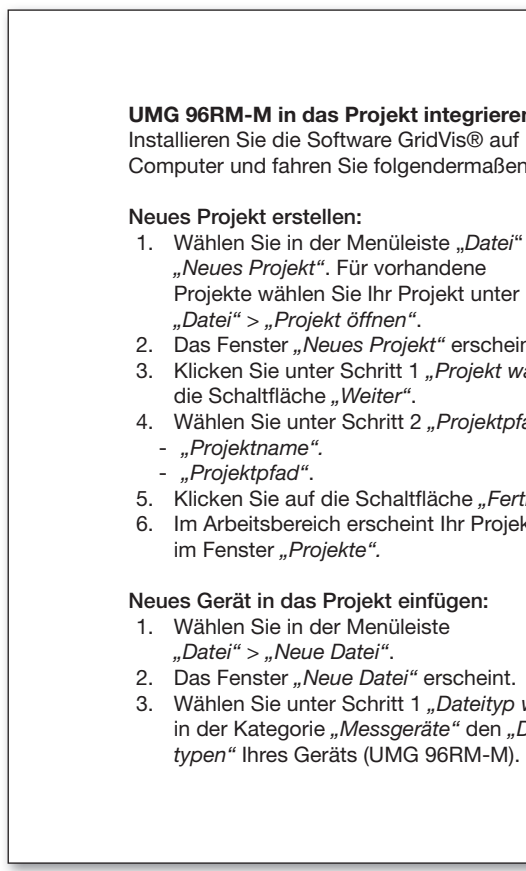 UMG 96RM-M in das Projekt integrieren
Installieren Sie die Software GridVis® auf
Computer und fahren Sie folgendermaßen
Neues Projekt erstellen:
1. Wählen Sie in der Menüleiste „Datei“
„Neues Projekt“. Für vorhandene
Projekte wählen Sie Ihr Projekt unter
„Datei“ > „Projekt öffnen“.
2. Das Fenster „Neues Projekt“ erschein
3. Klicken Sie unter Schritt 1 „Projekt wä
die Schaltfläche „Weiter“.
4. Wählen Sie unter Schritt 2 „Projektpfa
- „Projektname“.
- „Projektpfad“.
5. Klicken Sie auf die Schaltfläche „Ferti
6. Im Arbeitsbereich erscheint Ihr Projek
im Fenster „Projekte“.
Neues Gerät in das Projekt einfügen:
1. Wählen Sie in der Menüleiste
„Datei“ > „Neue Datei“.
2. Das Fenster „Neue Datei“ erscheint.
3. Wählen Sie unter Schritt 1 „Dateityp w
in der Kategorie „Messgeräte“ den „D
typen“ Ihres Geräts (UMG 96RM-M).